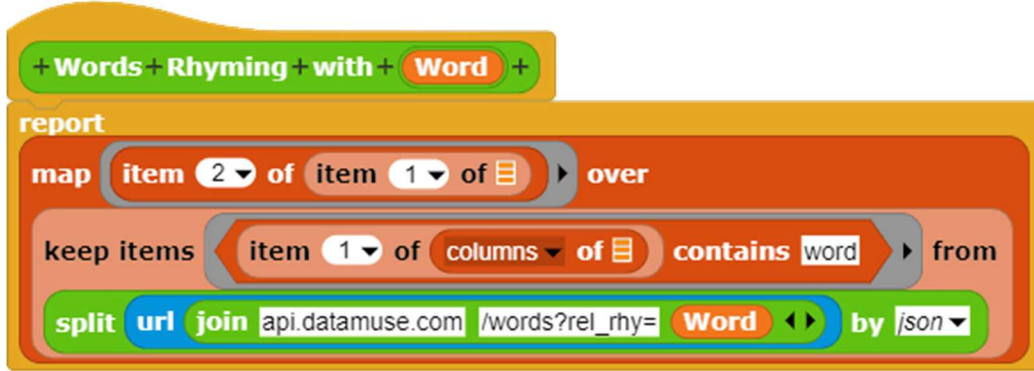 +Words+Rhyming+with+ Word +
report
map item 2 of item 1 of over
keep items item 1 of columns of contains word from
split url join api.datamuse.com /words?rel_rhy= Word by json